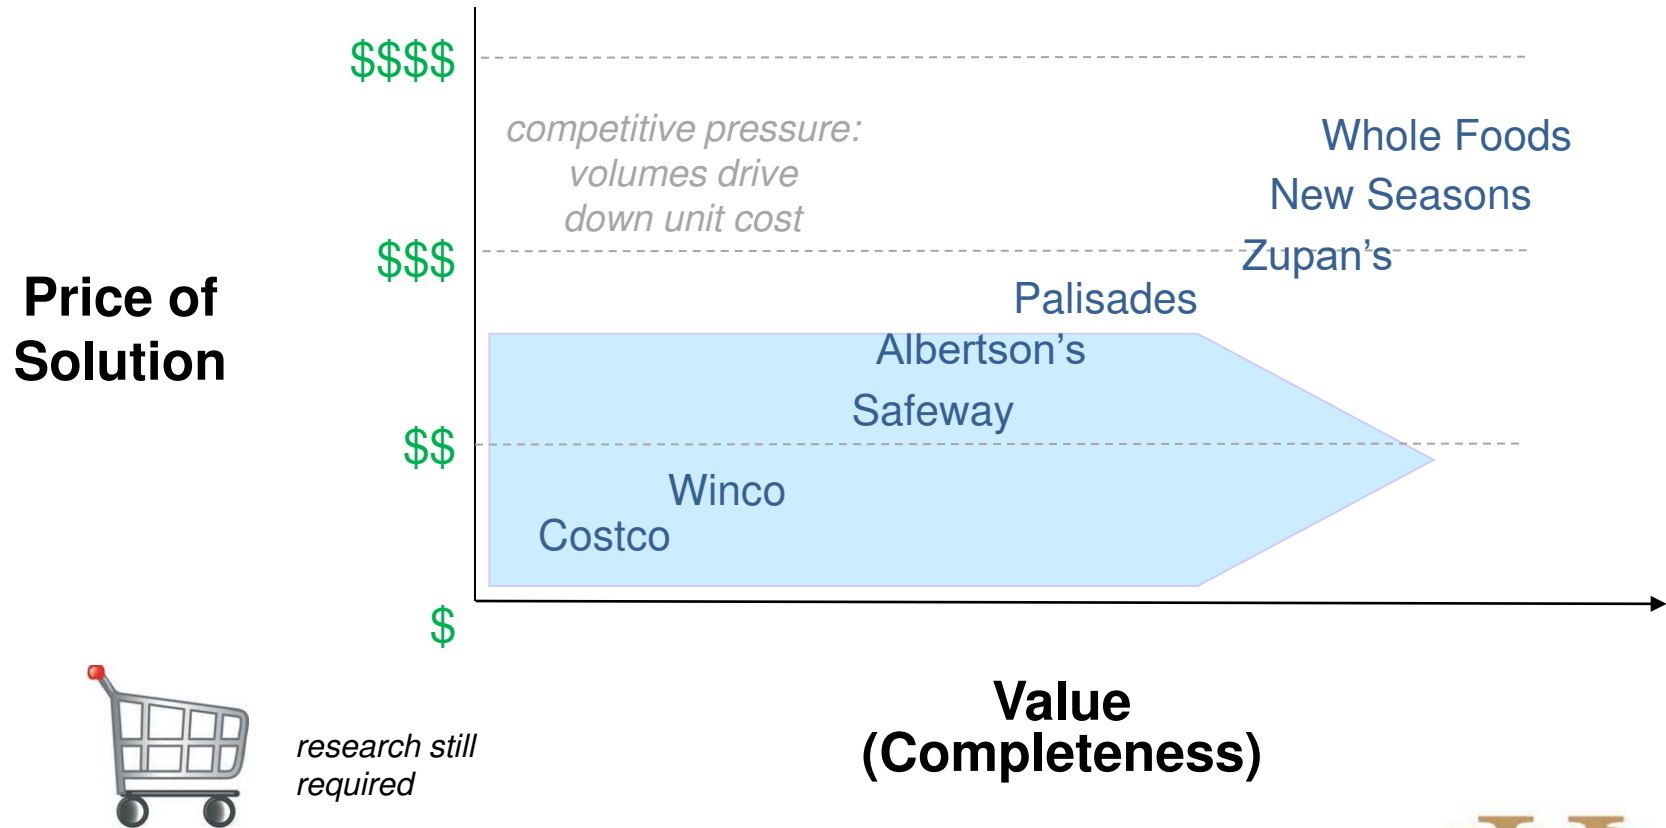 $$$$
competitive pressure:
volumes drive
down unit cost
Whole Foods
New Seasons
$$$
Zupan’s
Price of
Solution
Palisades
Albertson’s
Safeway
$$
Winco
Costco
$
research still
required
Value
(Completeness)